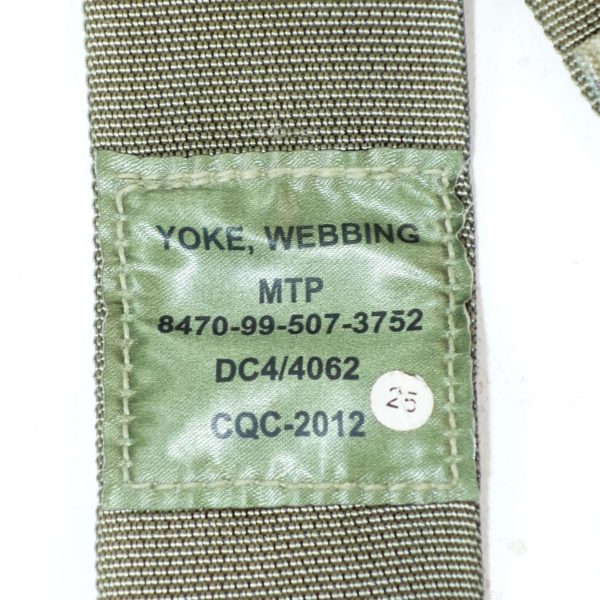 YOKE, WEBBING
MTP
8470-99-507-3752
DC4/4062
25
CQC-2012